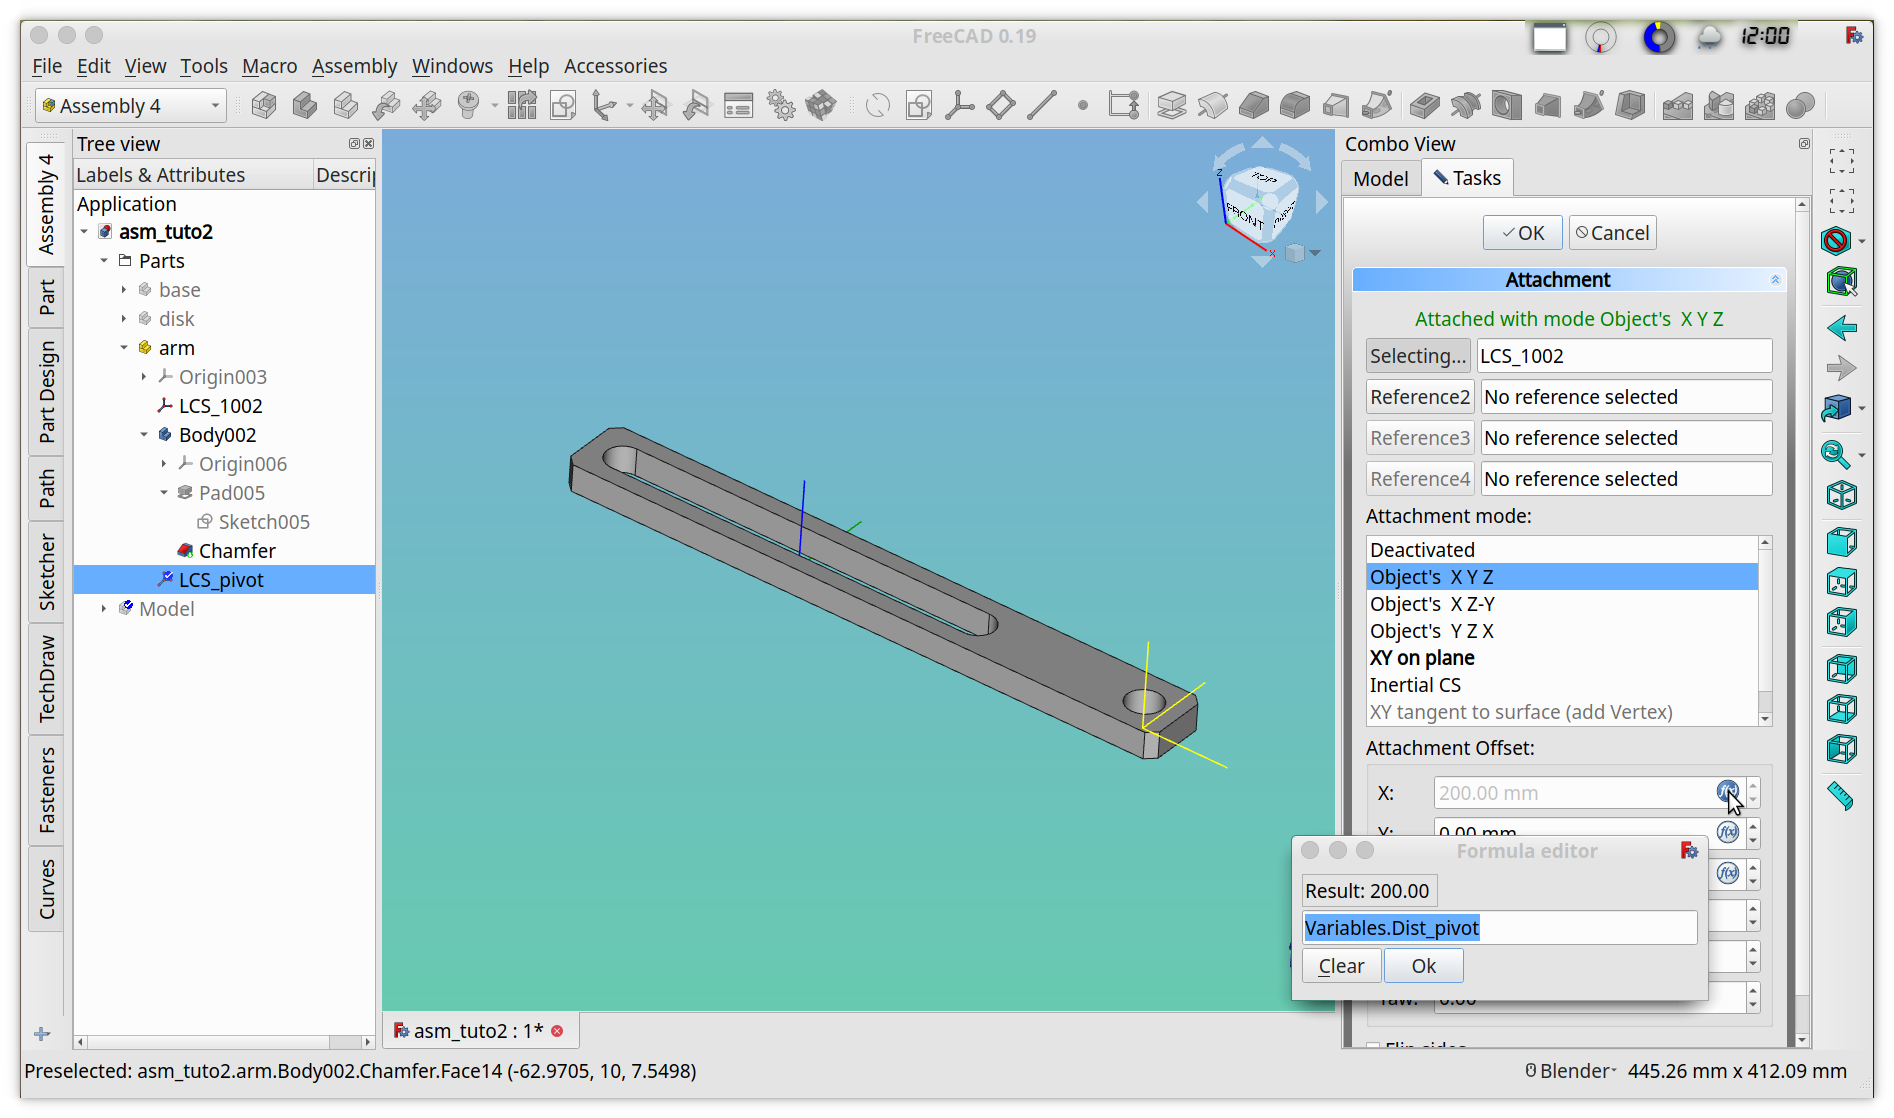 FreeCAD 0.19
12:00
File Edit View Tools Macro Assembly Windows Help Accessories
Assembly 4
Assembly 4
Part
Part Design
Path
Sketcher
TechDraw
Fasteners
Curves
Tree view
Labels & Attributes Descri
Application
asm_tuto2
Parts
base
disk
arm
Origin003
LCS_1002
Body002
Origin006
Pad005
Sketch005
Chamfer
LCS_pivot
Model
TOP
FRONT
Z
X
asm_tuto2 : 1*
Combo View
Model Tasks
OK Cancel
Attachment
Attached with mode Object's X Y Z
Selecting... LCS_1002
Reference2 No reference selected
Reference3 No reference selected
Reference4 No reference selected
Attachment mode:
Deactivated
Object's X Y Z
Object's X Z-Y
Object's Y Z X
XY on plane
Inertial CS
XY tangent to surface (add Vertex)
Attachment Offset:
X: 200.00 mm f(x)
Y: 0.00 mm f(x)
f(x)
Formula editor
Result: 200.00
Variables.Dist_pivot
Clear Ok
Yaw: 0.00
Flip sides
Preselected: asm_tuto2.arm.Body002.Chamfer.Face14 (-62.9705, 10, 7.5498)
Blender 445.26 mm x 412.09 mm